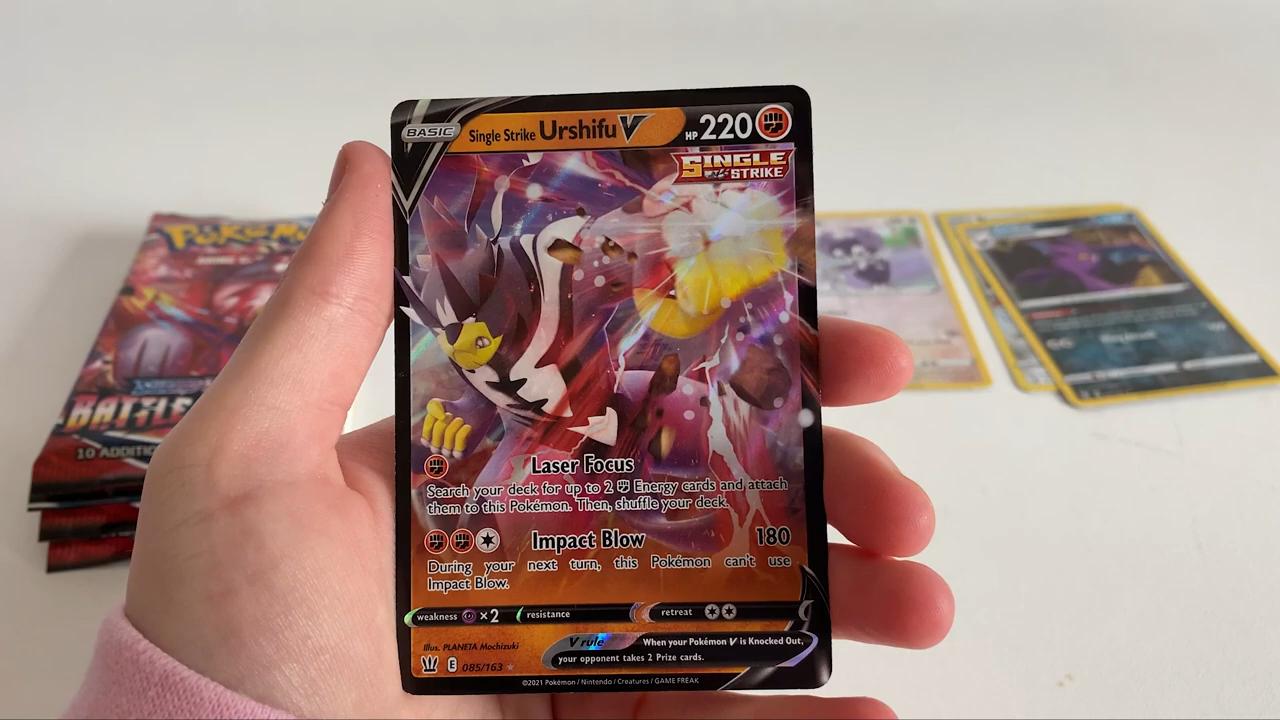 BASIC
Single Strike Urshifu V
HP 220
SINGLE
STRIKE
Laser Focus
Search your deck for up to 2 Energy cards and attach
them to this Pokémon. Then, shuffle your deck.
Impact Blow 180
During your next turn, this Pokémon can't use
Impact Blow.
weakness ×2 resistance retreat
Illus. PLANETA Mochizuki
V rule When your Pokémon V is Knocked Out,
your opponent takes 2 Prize cards.
E 085/163
©2021 Pokémon / Nintendo / Creatures / GAME FREAK
POKéM
BATTLE
10 ADDITIO